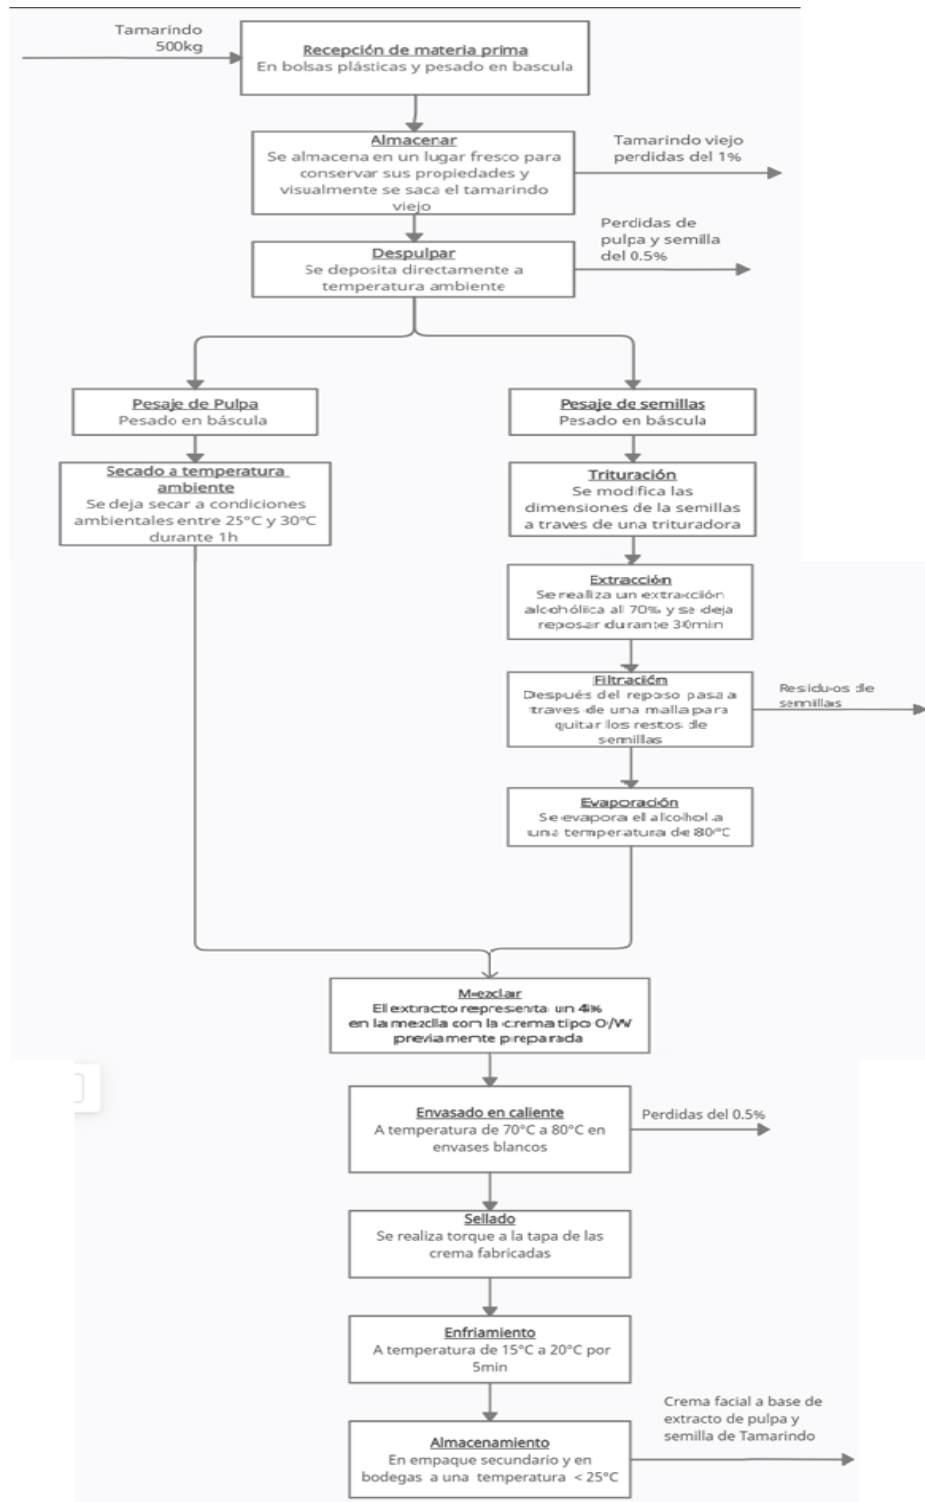 Tamarindo
500kg
Recepción de materia prima
En bolsas plásticas y pesado en bascula
Almacenar
Se almacena en un lugar fresco para
conservar sus propiedades y
visualmente se saca el tamarindo
viejo
Tamarindo viejo
perdidas del 1%
Despulpar
Se deposita directamente a
temperatura ambiente
Perdidas de
pulpa y semilla
del 0.5%
Pesaje de Pulpa
Pesado en báscula
Secado a temperatura
ambiente
Se deja secar a condiciones
ambientales entre 25°C y 30°C
durante 1h
Pesaje de semillas
Pesado en báscula
Trituración
Se modifica las
dimensiones de la semillas
a traves de una trituradora
Extracción
Se realiza un extracción
alcohólica al 70% y se deja
reposar durante 30min
Filtración
Después del reposo pasa a
traves de una malla para
quitar los restos de
semillas
Residuos de
semillas
Evaporación
Se evapora el alcohol a
una temperatura de 80°C
Mezclar
El extracto representa un 4%
en la mezcla con la crema tipo O/W
previamente preparada
Envasado en caliente
A temperatura de 70°C a 80°C en
envases blancos
Perdidas del 0.5%
Sellado
Se realiza torque a la tapa de las
crema fabricadas
Enfriamiento
A temperatura de 15°C a 20°C por
5min
Almacenamiento
En empaque secundario y en
bodegas a una temperatura < 25°C
Crema facial a base de
extracto de pulpa y
semilla de Tamarindo